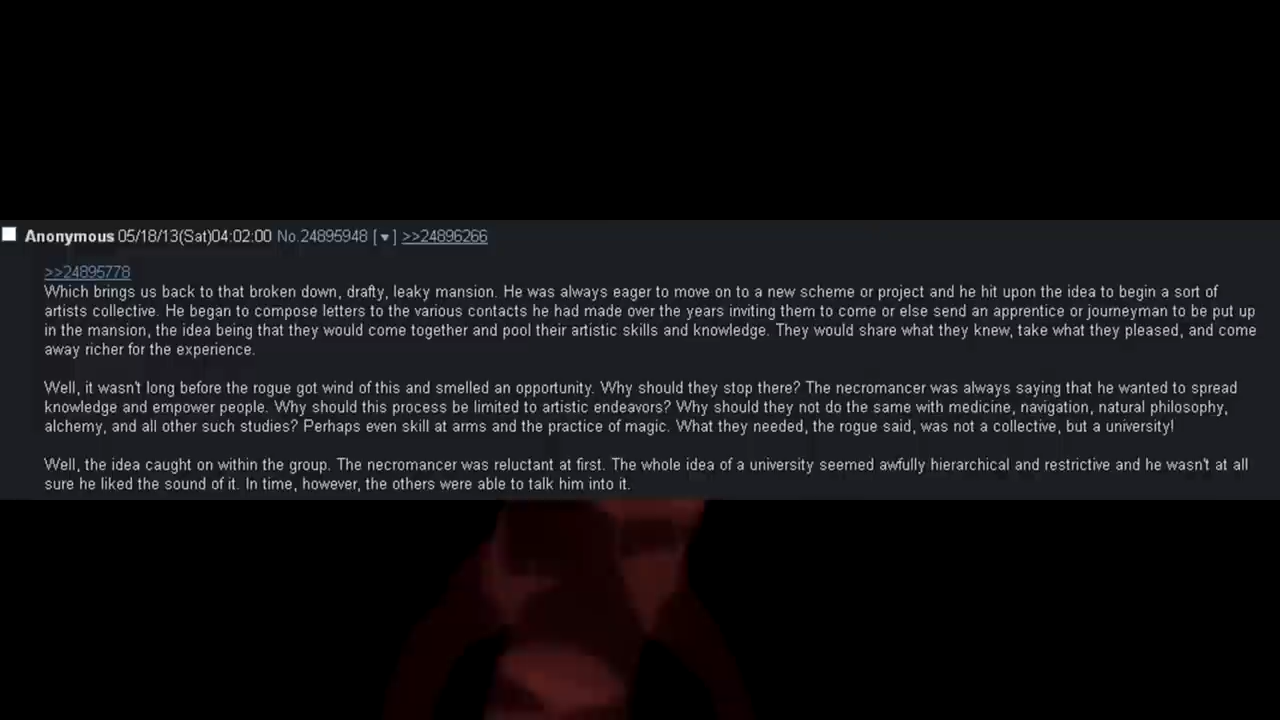 Anonymous 05/18/13(Sat)04:02:00 No.24895948 [▼] >>24896266
>>24895778
Which brings us back to that broken down, drafty, leaky mansion. He was always eager to move on to a new scheme or project and he hit upon the idea to begin a sort of
artists collective. He began to compose letters to the various contacts he had made over the years inviting them to come or else send an apprentice or journeyman to be put up
in the mansion, the idea being that they would come together and pool their artistic skills and knowledge. They would share what they knew, take what they pleased, and come
away richer for the experience.
Well, it wasn't long before the rogue got wind of this and smelled an opportunity. Why should they stop there? The necromancer was always saying that he wanted to spread
knowledge and empower people. Why should this process be limited to artistic endeavors? Why should they not do the same with medicine, navigation, natural philosophy,
alchemy, and all other such studies? Perhaps even skill at arms and the practice of magic. What they needed, the rogue said, was not a collective, but a university!
Well, the idea caught on within the group. The necromancer was reluctant at first. The whole idea of a university seemed awfully hierarchical and restrictive and he wasn't at all
sure he liked the sound of it. In time, however, the others were able to talk him into it.